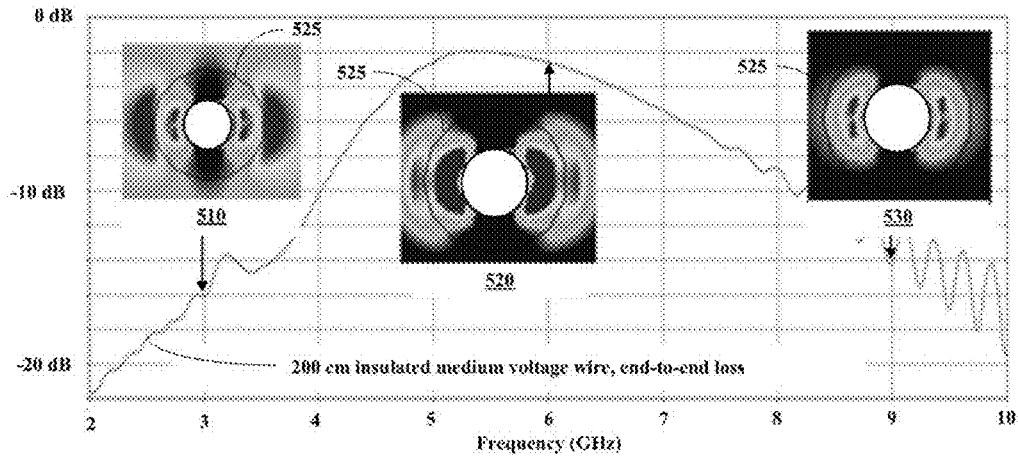 0 dB
525
525
525
-10 dB
510
520
530
-20 dB
200 cm insulated medium voltage wire, end-to-end loss
2 3 4 5 6 7 8 9 10
Frequency (GHz)